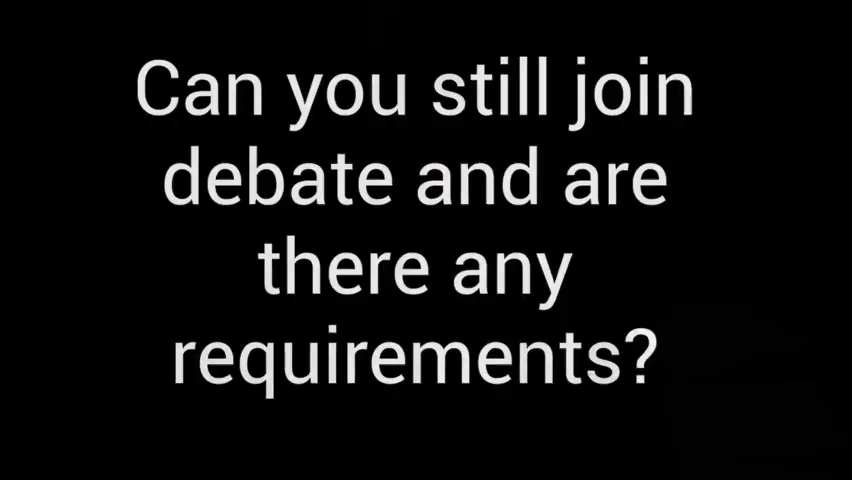 Can you still join
debate and are
there any
requirements?